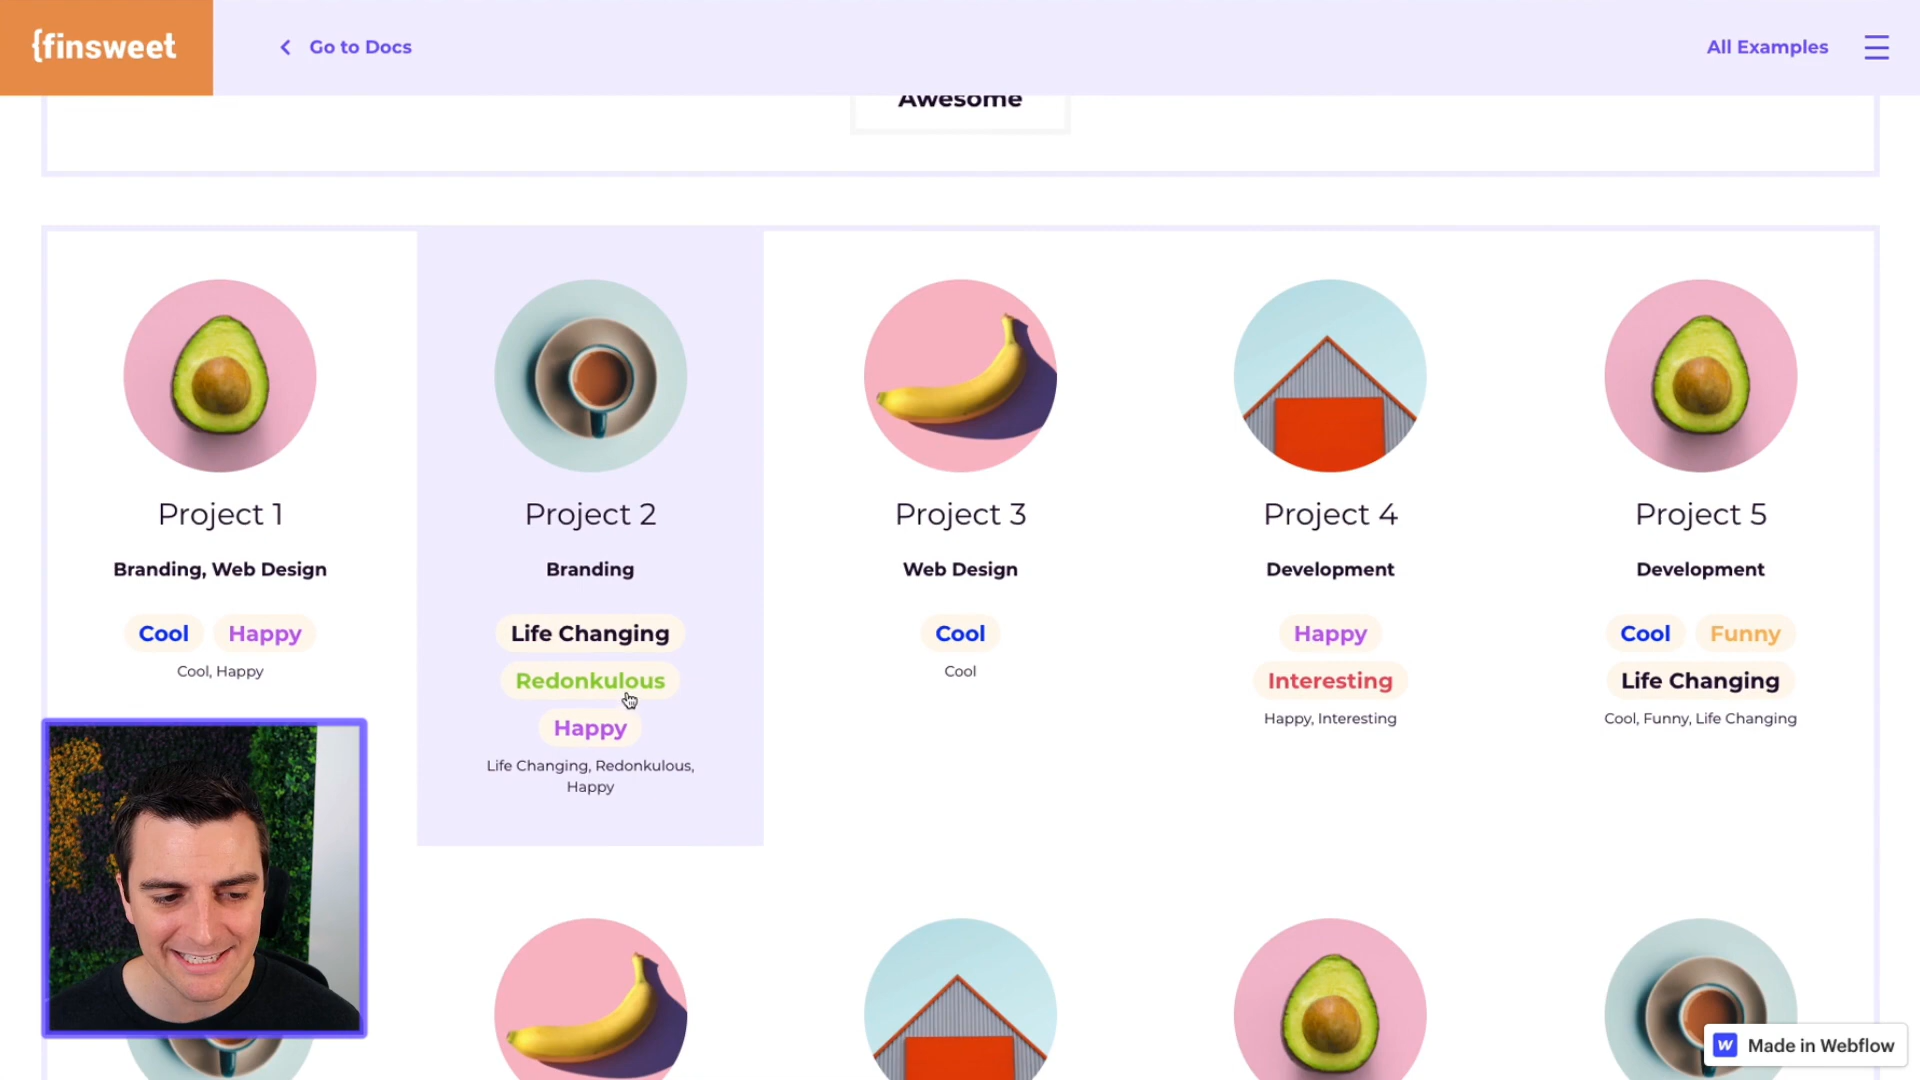 {finsweet
Go to Docs
All Examples
Awesome
Project 1
Branding, Web Design
Cool Happy
Cool, Happy
Project 2
Branding
Life Changing
Redonkulous
Happy
Life Changing, Redonkulous,
Happy
Project 3
Web Design
Cool
Cool
Project 4
Development
Happy
Interesting
Happy, Interesting
Project 5
Development
Cool Funny
Life Changing
Cool, Funny, Life Changing
W Made in Webflow